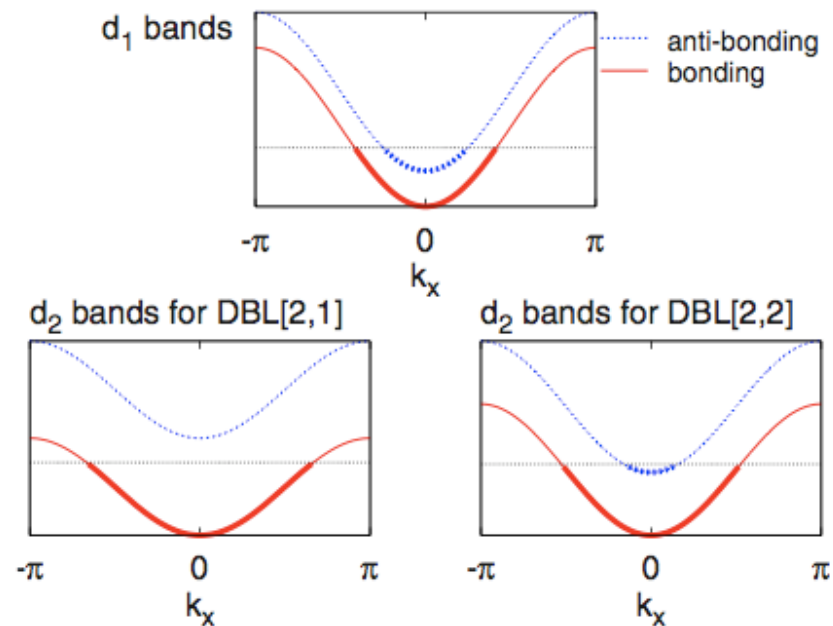 d₁ bands
anti-bonding
bonding
-π 0 π
kₓ
d₂ bands for DBL[2,1]
d₂ bands for DBL[2,2]
-π 0 π
kₓ
-π 0 π
kₓ